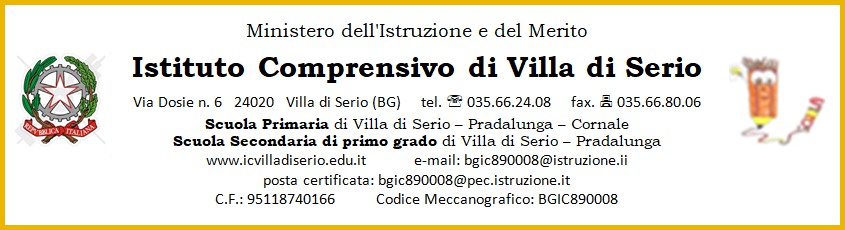 Ministero dell'Istruzione e del Merito
Istituto Comprensivo di Villa di Serio
Via Dosie n. 6 24020 Villa di Serio (BG) tel. ☏ 035.66.24.08 fax. 035.66.80.06
Scuola Primaria di Villa di Serio – Pradalunga – Cornale
Scuola Secondaria di primo grado di Villa di Serio – Pradalunga
www.icvilladiserio.edu.it e-mail: bgic890008@istruzione.ii
posta certificata: bgic890008@pec.istruzione.it
C.F.: 95118740166 Codice Meccanografico: BGIC890008
REPVBBLICA ITALIANA